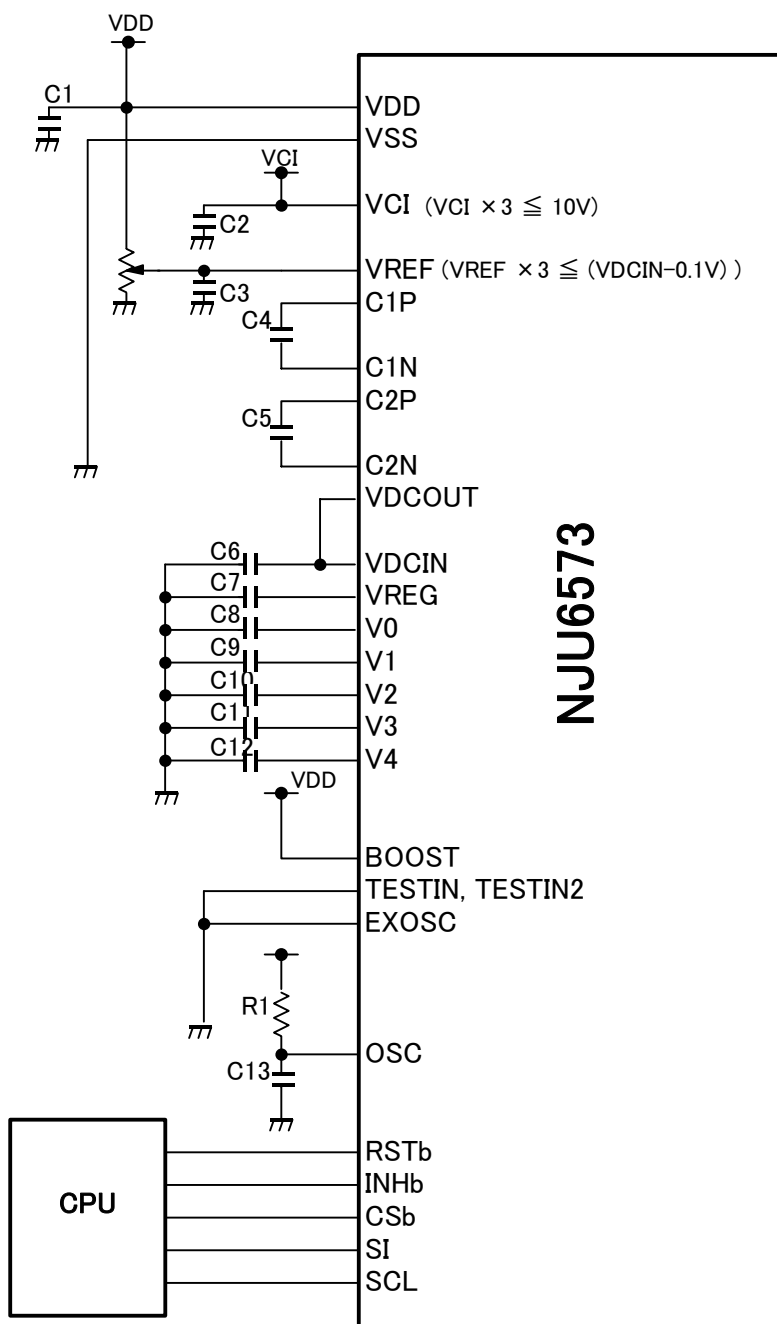 VDD
C1
VDD
VSS
VCI
VCI (VCI ×3 ≦ 10V)
C2
VREF (VREF ×3 ≦ (VDCIN-0.1V) )
C3
C1P
C4
C1N
C2P
C5
C2N
VDCOUT
C6
VDCIN
C7
VREG
C8
V0
C9
V1
C10
V2
C11
V3
C12
V4
NJU6573
VDD
BOOST
TESTIN, TESTIN2
EXOSC
R1
OSC
C13
RSTb
INHb
CPU
CSb
SI
SCL